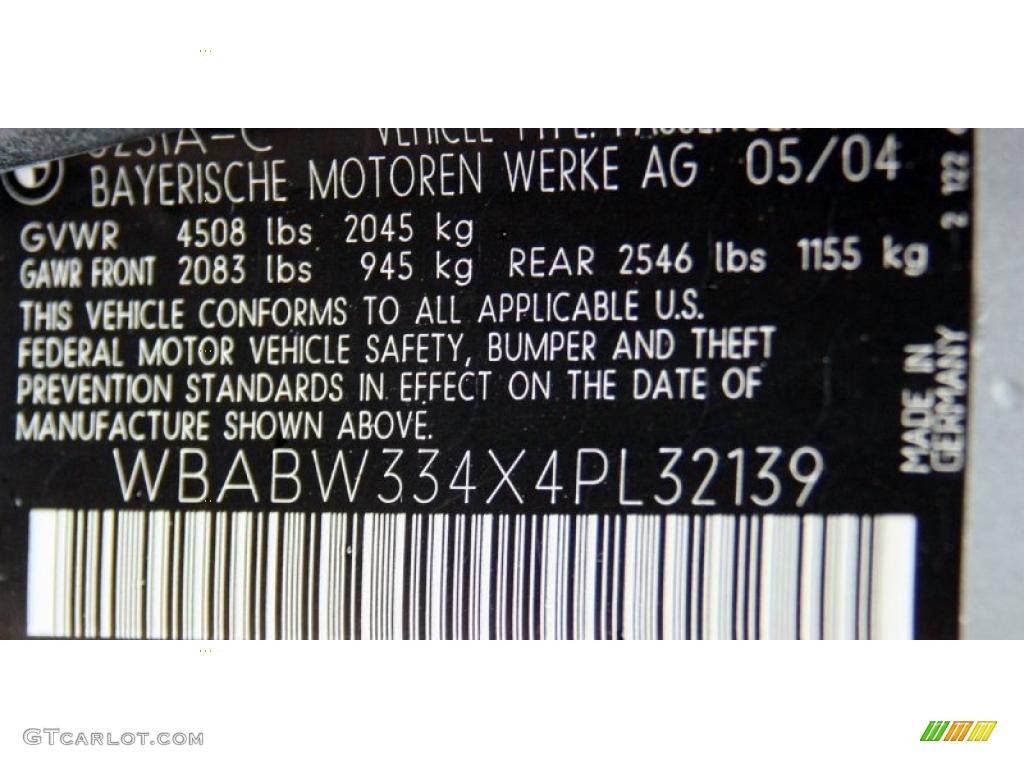 BAYERISCHE MOTOREN WERKE AG 05/04
GVWR 4508 lbs 2045 kg
GAWR FRONT 2083 lbs 945 kg REAR 2546 lbs 1155 kg
THIS VEHICLE CONFORMS TO ALL APPLICABLE U.S.
FEDERAL MOTOR VEHICLE SAFETY, BUMPER AND THEFT
PREVENTION STANDARDS IN EFFECT ON THE DATE OF
MANUFACTURE SHOWN ABOVE.
WBABW334X4PL32139
2 122
MADE IN
GERMANY
GTCARLOT.COM